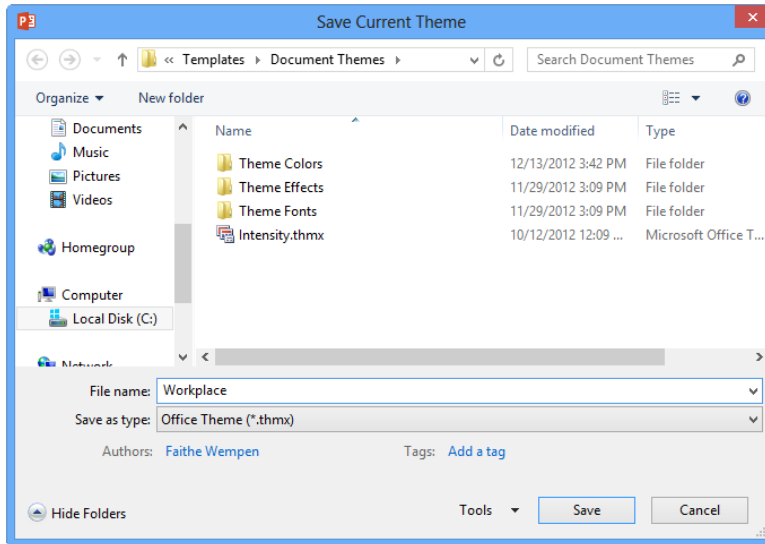 Save Current Theme
« Templates Document Themes
Search Document Themes
Organize
New folder
Documents
Music
Pictures
Videos
Homegroup
Computer
Local Disk (C:)
Network
Name Date modified Type
Theme Colors 12/13/2012 3:42 PM File folder
Theme Effects 11/29/2012 3:09 PM File folder
Theme Fonts 11/29/2012 3:09 PM File folder
Intensity.thmx 10/12/2012 12:09 ... Microsoft Office T...
File name: Workplace
Save as type: Office Theme (*.thmx)
Authors: Faithe Wempen Tags: Add a tag
Hide Folders Tools Save Cancel